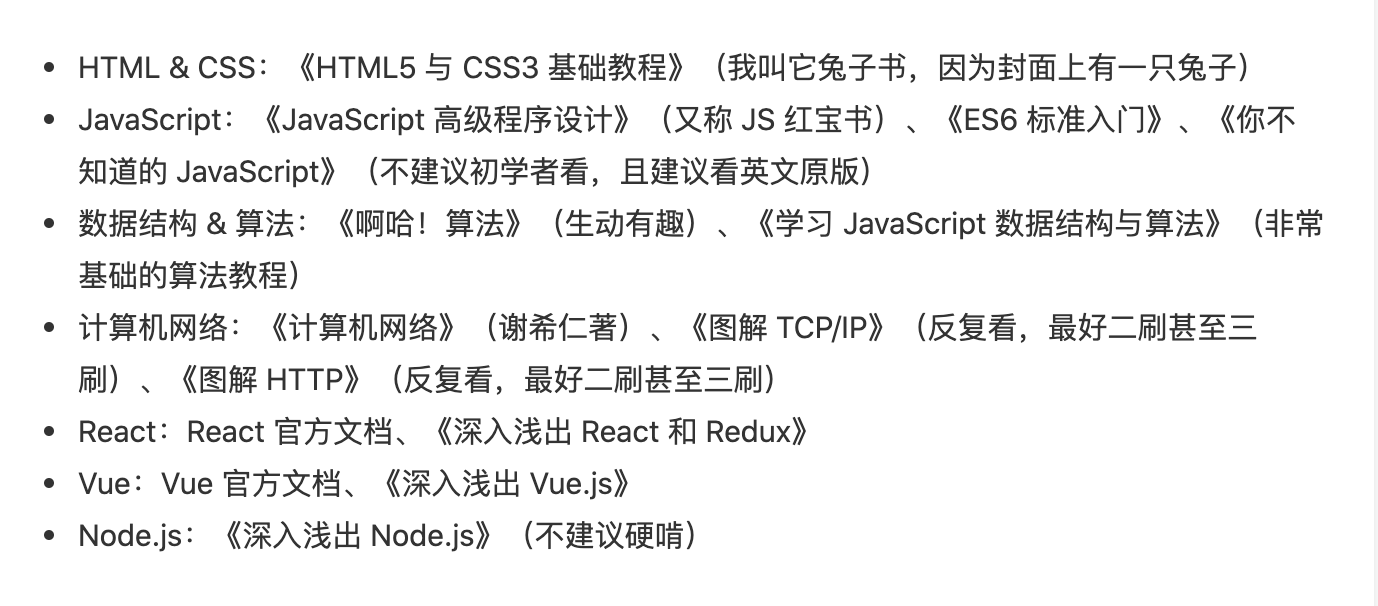 • HTML & CSS：《HTML5 与 CSS3 基础教程》（我叫它兔子书，因为封面上有一只兔子）
• JavaScript：《JavaScript 高级程序设计》（又称 JS 红宝书）、《ES6 标准入门》、《你不
知道的 JavaScript》（不建议初学者看，且建议看英文原版）
• 数据结构 & 算法：《啊哈！算法》（生动有趣）、《学习 JavaScript 数据结构与算法》（非常
基础的算法教程）
• 计算机网络：《计算机网络》（谢希仁著）、《图解 TCP/IP》（反复看，最好二刷甚至三
刷）、《图解 HTTP》（反复看，最好二刷甚至三刷）
• React：React 官方文档、《深入浅出 React 和 Redux》
• Vue：Vue 官方文档、《深入浅出 Vue.js》
• Node.js：《深入浅出 Node.js》（不建议硬啃）